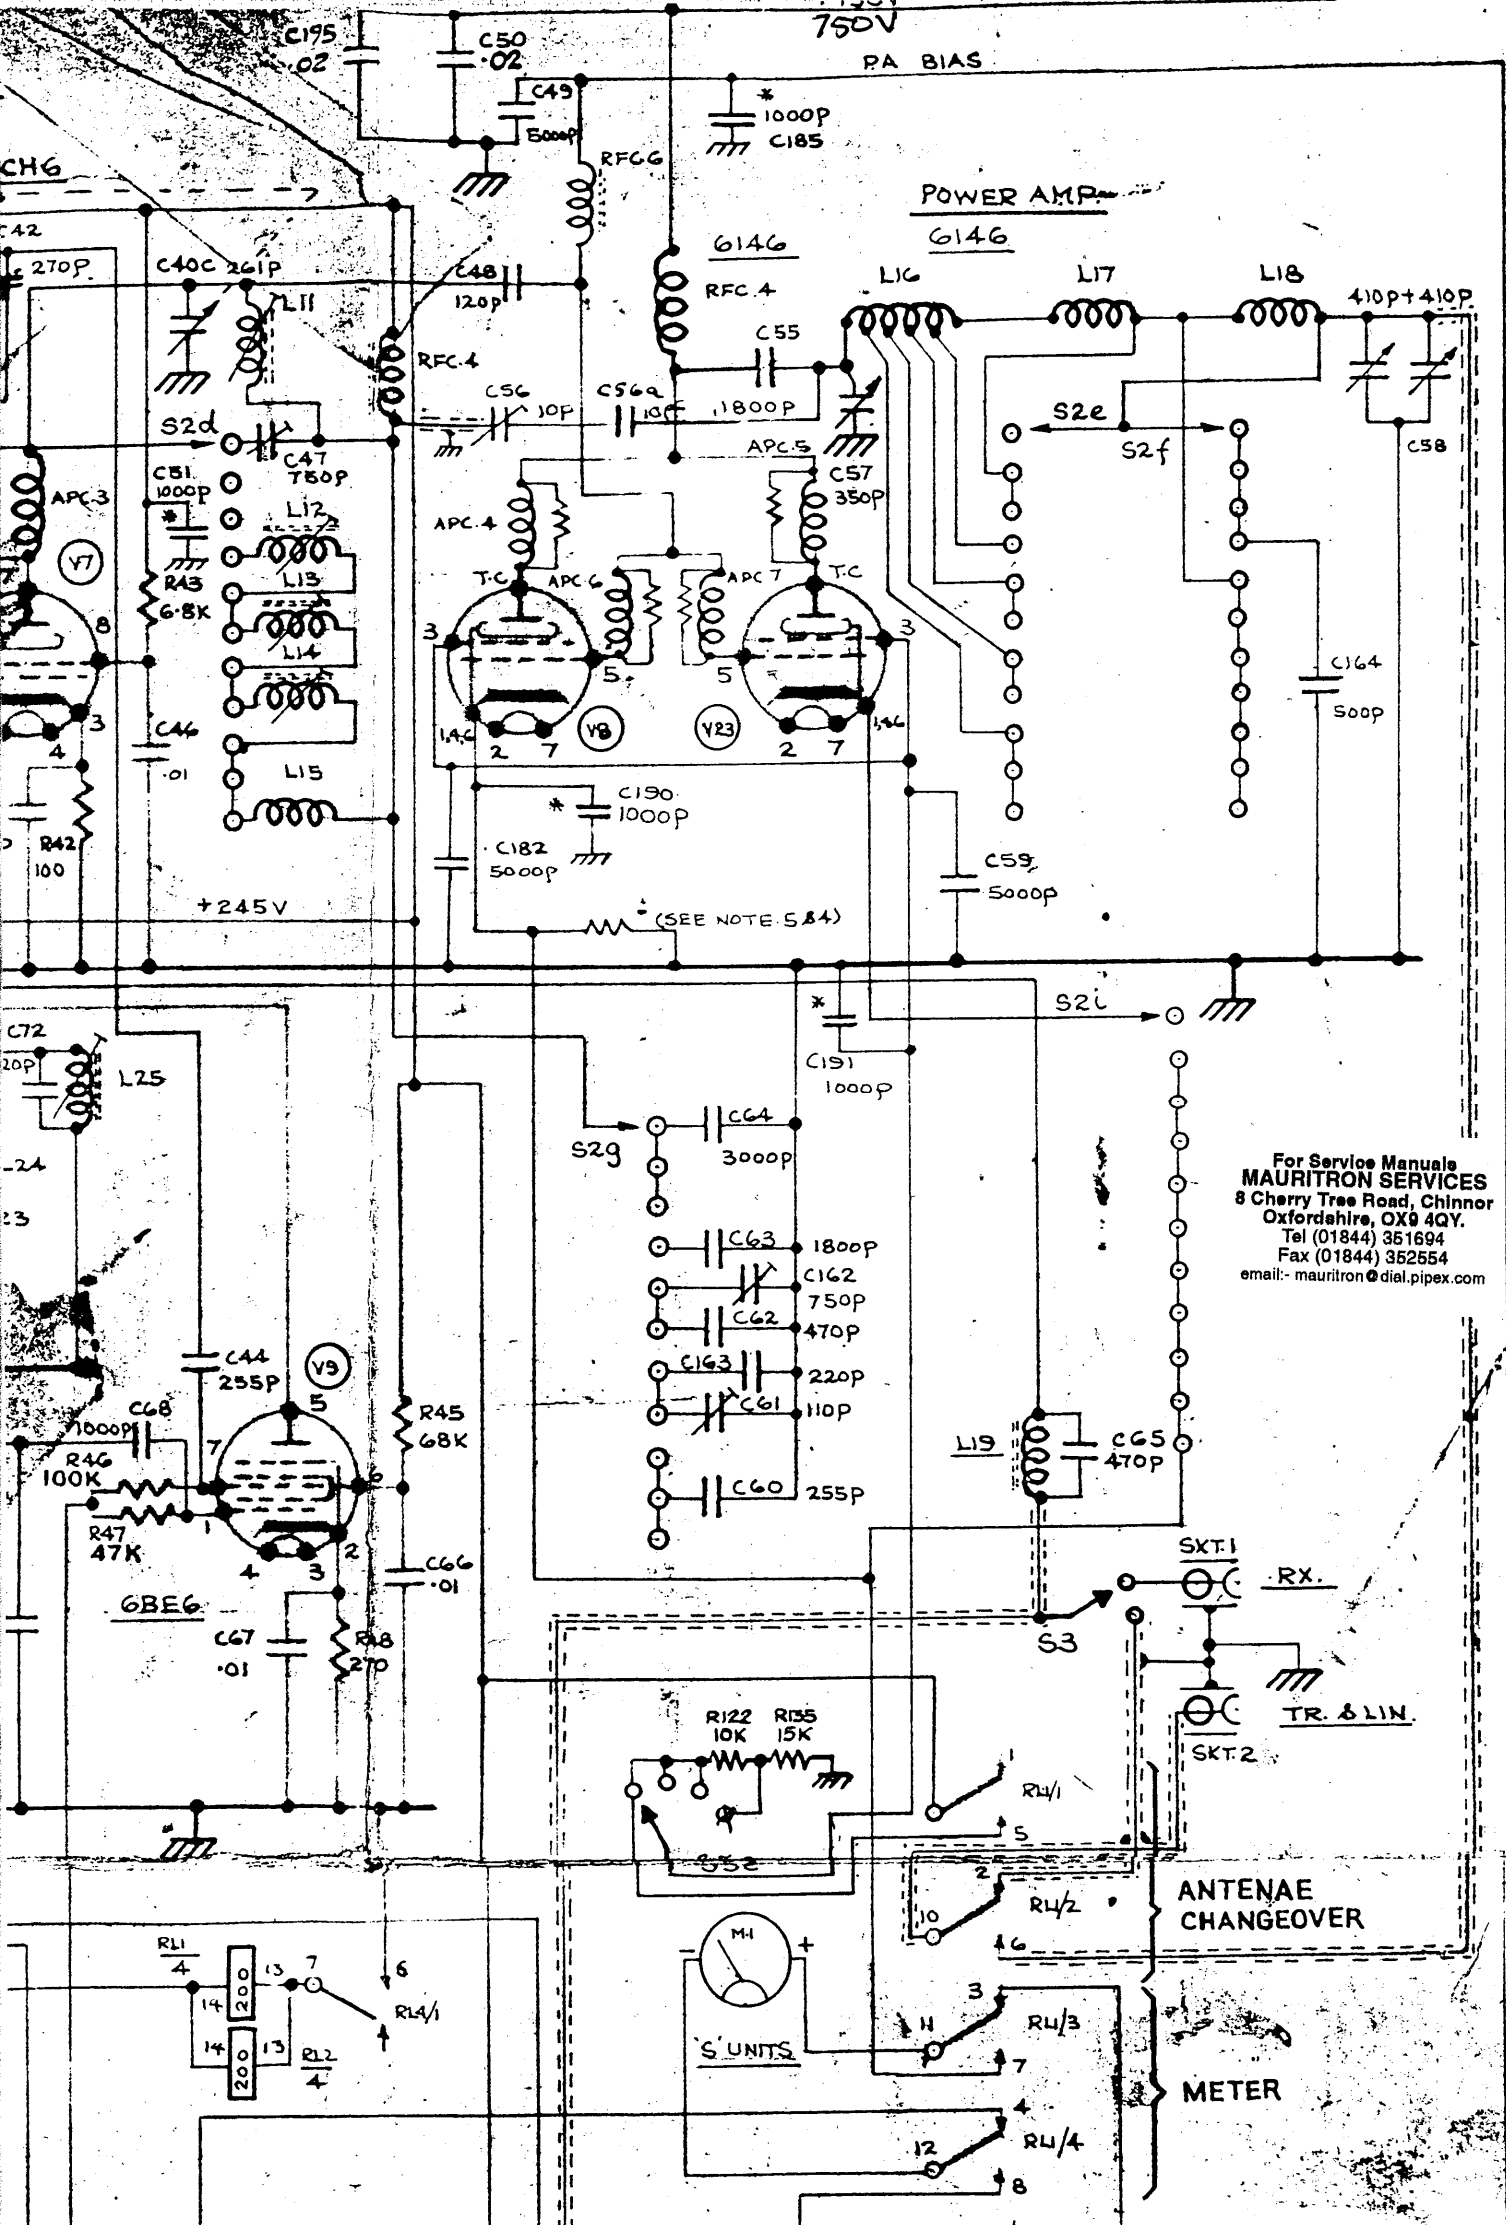 750V
C195
.02
C50
.02
PA BIAS
C49
5000P
*
1000P
C185
RFC6
CH6
POWER AMP.
6146
6146
C42
270P
C40C 261P
L11
C48
120P
RFC.4
L16
L17
L18
410P+410P
RFC.4
C55
C56
10P
C56a
.1800P
S2d
C47
750P
S2e
S2f
C58
C51
1000P
*
APC.3
APC.5
C57
350P
L12
APC.4
V7
L13
R43
6.8K
T.C
APC.6
APC 7
T.C
8
3
3
L14
5
5
C164
500P
3
4
C46
.01
1,4,6
2
7
V8
V23
2
7
1,4,6
L15
*
C190
1000P
R42
100
C182
5000P
C59
5000P
+245V
(SEE NOTE 5 & 4)
S2i
C72
20P
*
C191
1000P
L25
S2g
C64
3000P
L24
For Service Manuals
MAURITRON SERVICES
8 Cherry Tree Road, Chinnor
Oxfordshire, OX9 4QY.
Tel (01844) 351694
Fax (01844) 352554
email:- mauritron@dial.pipex.com
23
C63
1800P
C162
750P
C62
470P
C44
255P
V9
C163
220P
5
C68
1000P
R45
68K
C61
110P
7
L19
C65
470P
R46
100K
6
C60
255P
1
R47
47K
4
3
2
SKT.1
C66
.01
RX.
6BE6
C67
.01
270
S3
TR. & LIN.
SKT.2
R122
10K
R135
15K
1
RL1/1
5
2
ANTENAE
CHANGEOVER
RL1/2
10
6
M-1
-
+
RL1
4
13
7
6
14
200
RL4/1
3
RL1/3
11
7
'S' UNITS
14
200
13
RL2
4
METER
4
RL1/4
12
8